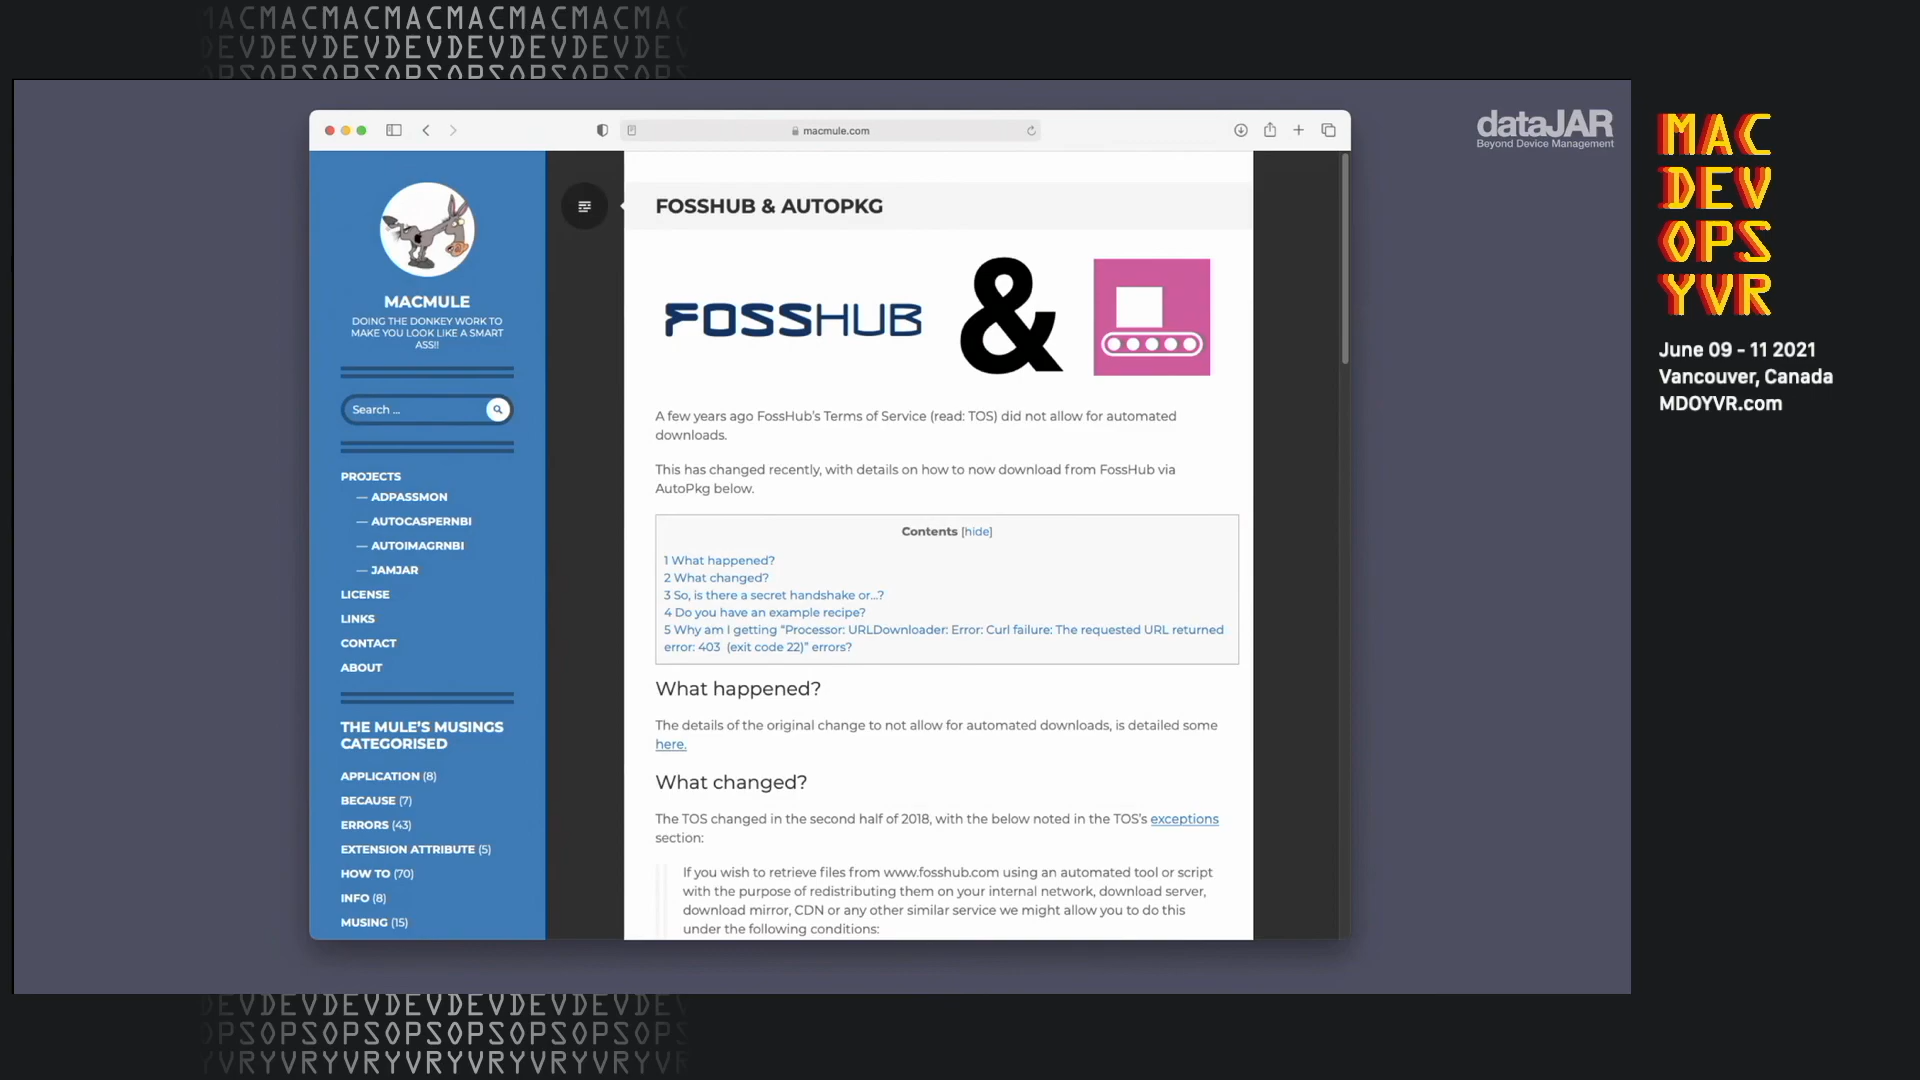 MACMACMACMACMACMACMACMAC
DEVDEVDEVDEVDEVDEVDEVDE
OPSOPSOPSOPSOPSOPSOPSOPS
macmule.com
dataJAR
Beyond Device Management
MAC
DEV
OPS
YVR
June 09 - 11 2021
Vancouver, Canada
MDOYVR.com
MACMULE
DOING THE DONKEY WORK TO
MAKE YOU LOOK LIKE A SMART
ASS!!
Search ...
PROJECTS
— ADPASSMON
— AUTOCASPERNBI
— AUTOIMAGRNBI
— JAMJAR
LICENSE
LINKS
CONTACT
ABOUT
THE MULE'S MUSINGS
CATEGORISED
APPLICATION (8)
BECAUSE (7)
ERRORS (43)
EXTENSION ATTRIBUTE (5)
HOW TO (70)
INFO (8)
MUSING (15)
FOSSHUB & AUTOPKG
FOSSHUB &
A few years ago FossHub's Terms of Service (read: TOS) did not allow for automated
downloads.
This has changed recently, with details on how to now download from FossHub via
AutoPkg below.
Contents [hide]
1 What happened?
2 What changed?
3 So, is there a secret handshake or...?
4 Do you have an example recipe?
5 Why am I getting “Processor: URLDownloader: Error: Curl failure: The requested URL returned
error: 403 (exit code 22)” errors?
What happened?
The details of the original change to not allow for automated downloads, is detailed some
here.
What changed?
The TOS changed in the second half of 2018, with the below noted in the TOS's exceptions
section:
If you wish to retrieve files from www.fosshub.com using an automated tool or script
with the purpose of redistributing them on your internal network, download server,
download mirror, CDN or any other similar service we might allow you to do this
under the following conditions:
DEVDEVDEVDEVDEVDEVDEVDE
OPSOPSOPSOPSOPSOPSOPSOPS
YVRYVRYVRYVRYVRYVRYVRYVR